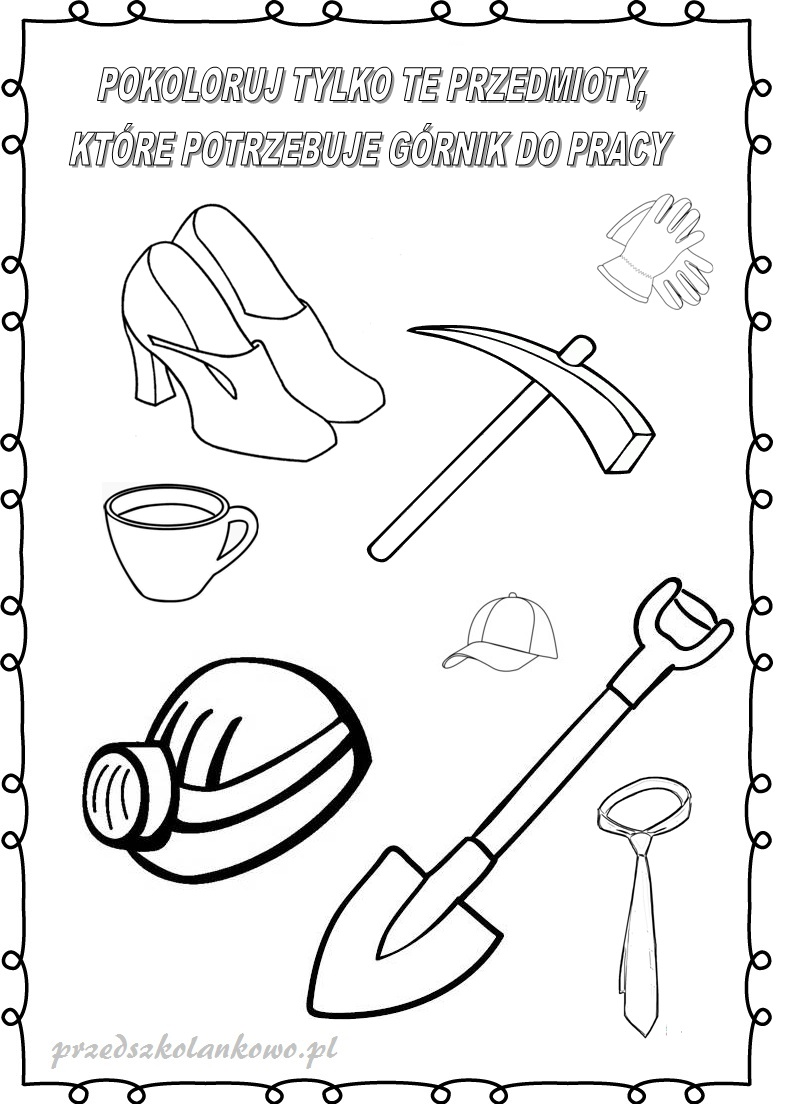 POKOLORUJ TYLKO TE PRZEDMIOTY,
KTÓRE POTRZEBUJE GÓRNIK DO PRACY
przedszkolankowo.pl